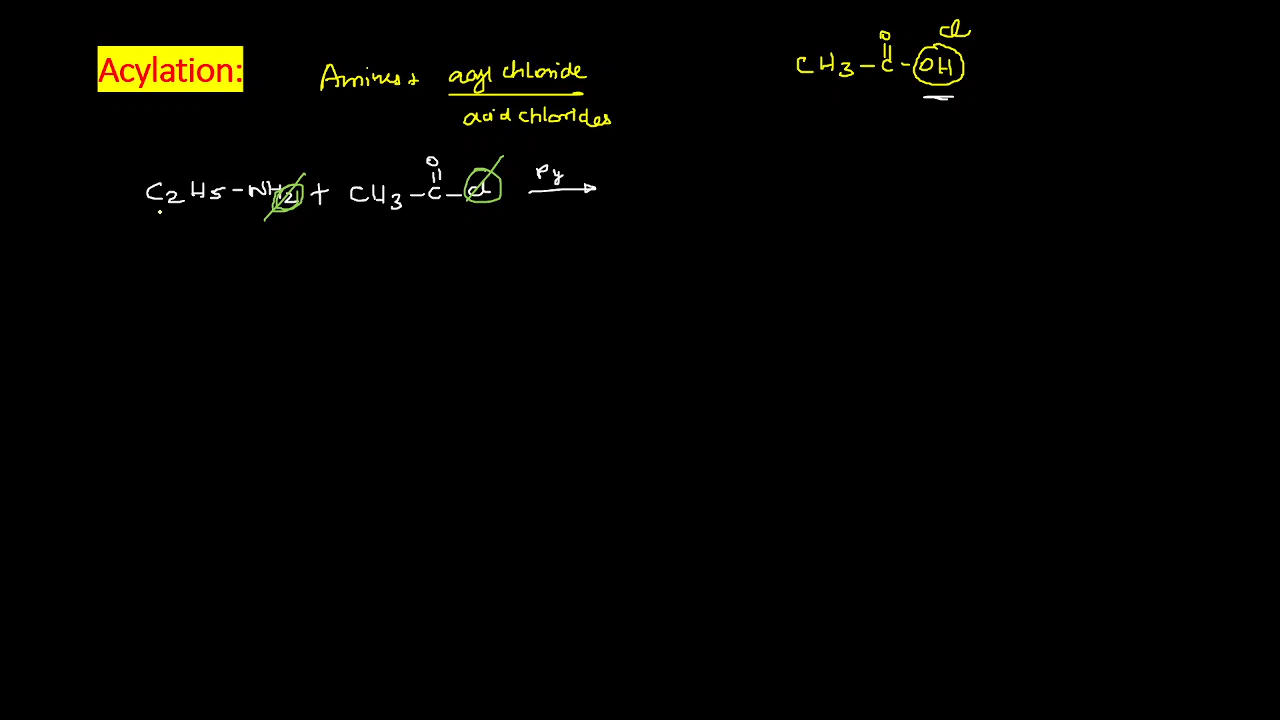 Acylation:
Amines + acyl chloride
acid chlorides
O Cl
CH3 – C – OH
O
C2H5 – NH2 + CH3 – C – Cl Py →